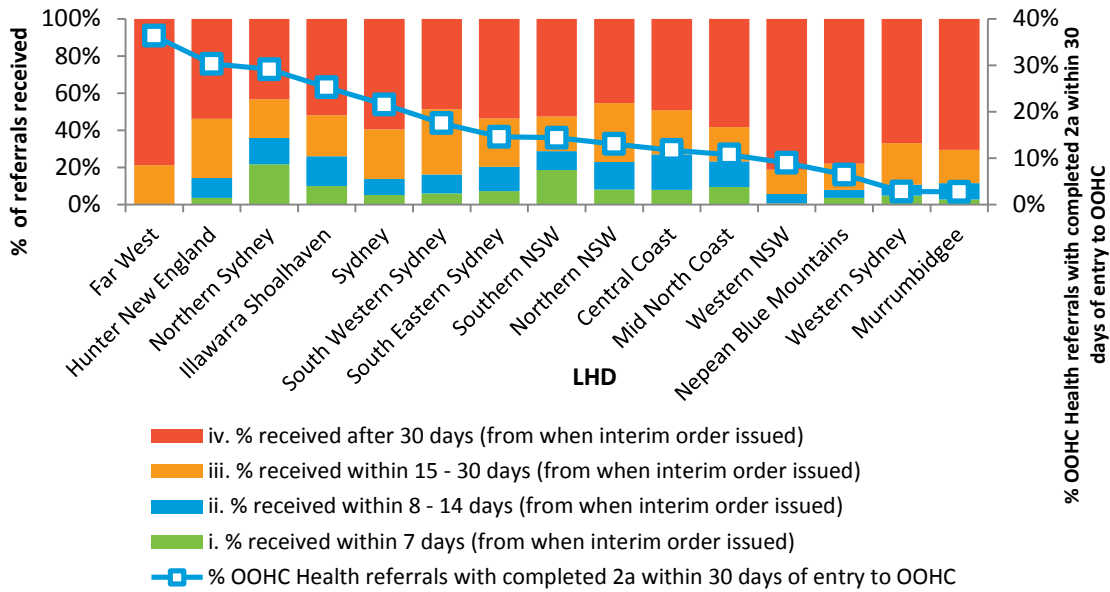 % of referrals received
100%
80%
60%
40%
20%
0%
40%
30%
20%
10%
0%
% OOHC Health referrals with completed 2a within 30
days of entry to OOHC
Far West
Hunter New England
Northern Sydney
Illawarra Shoalhaven
Sydney
South Western Sydney
South Eastern Sydney
Southern NSW
Northern NSW
Central Coast
Mid North Coast
Western NSW
Nepean Blue Mountains
Western Sydney
Murrumbidgee
LHD
iv. % received after 30 days (from when interim order issued)
iii. % received within 15 - 30 days (from when interim order issued)
ii. % received within 8 - 14 days (from when interim order issued)
i. % received within 7 days (from when interim order issued)
% OOHC Health referrals with completed 2a within 30 days of entry to OOHC